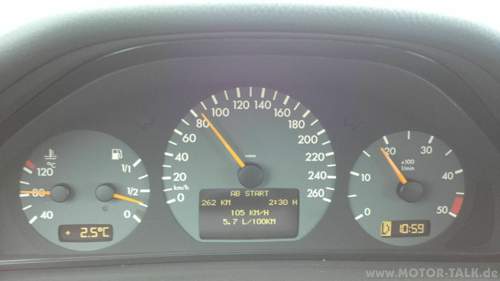 120 °C
80
40
1/1
1/2
0
0 20 40 60 80 100 120 140 160 180 200 220 240 260
km/h
AB START
262 KM 2:30 H
105 KM/H
5.7 L/100KM
0 10 20 30 40 50
x100
1/min
* 2.5°C
10:59
www.MOTOR-TALK.de